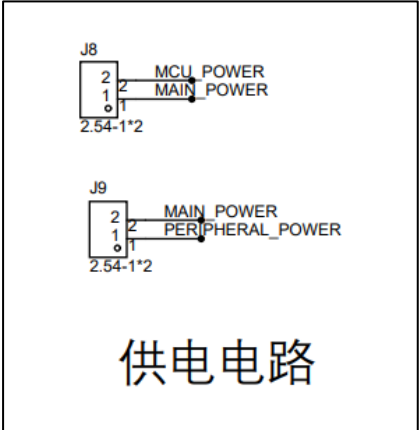 J8
2 2 MCU_POWER
1 1 MAIN_POWER
2.54-1*2
J9
2 2 MAIN_POWER
1 1 PERIPHERAL_POWER
2.54-1*2
供电电路